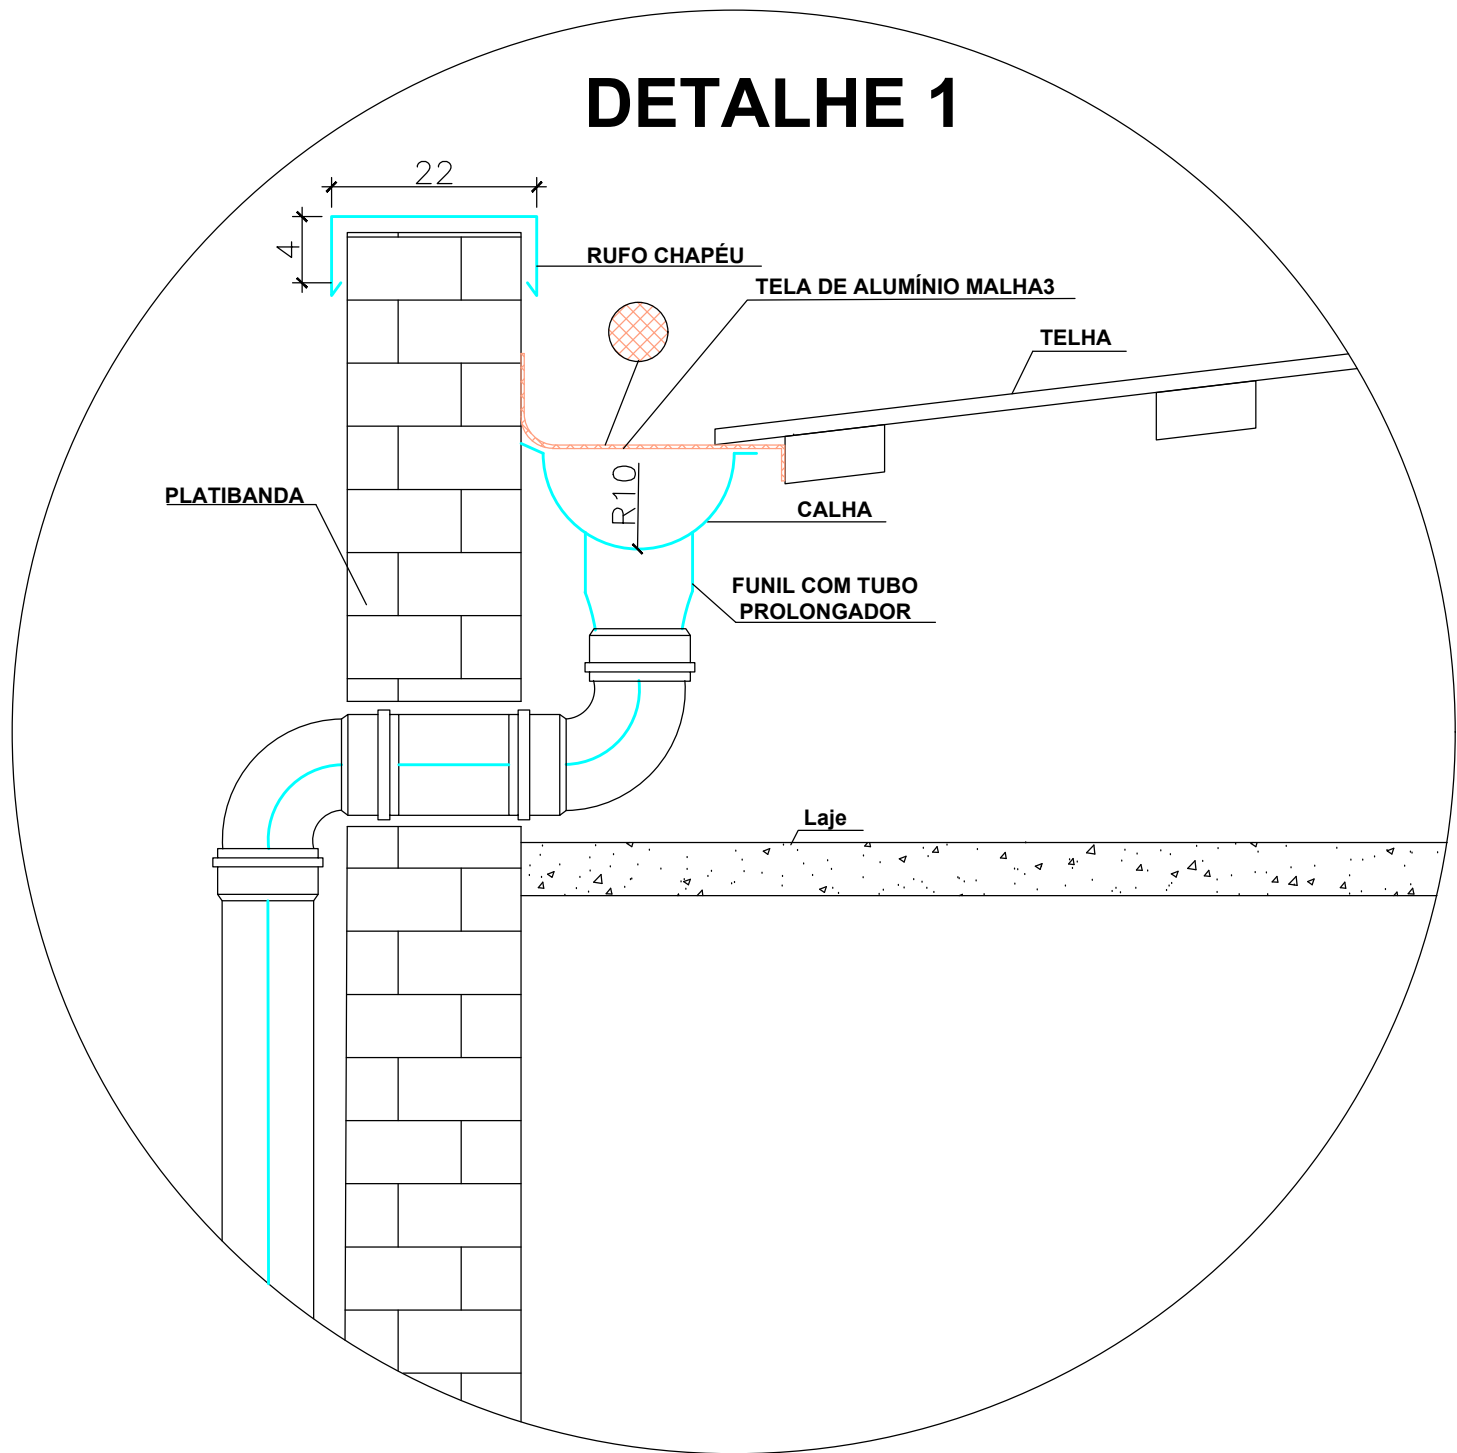 DETALHE 1
22
4
RUFO CHAPÉU
TELA DE ALUMÍNIO MALHA3
TELHA
R10
PLATIBANDA
CALHA
FUNIL COM TUBO
PROLONGADOR
Laje